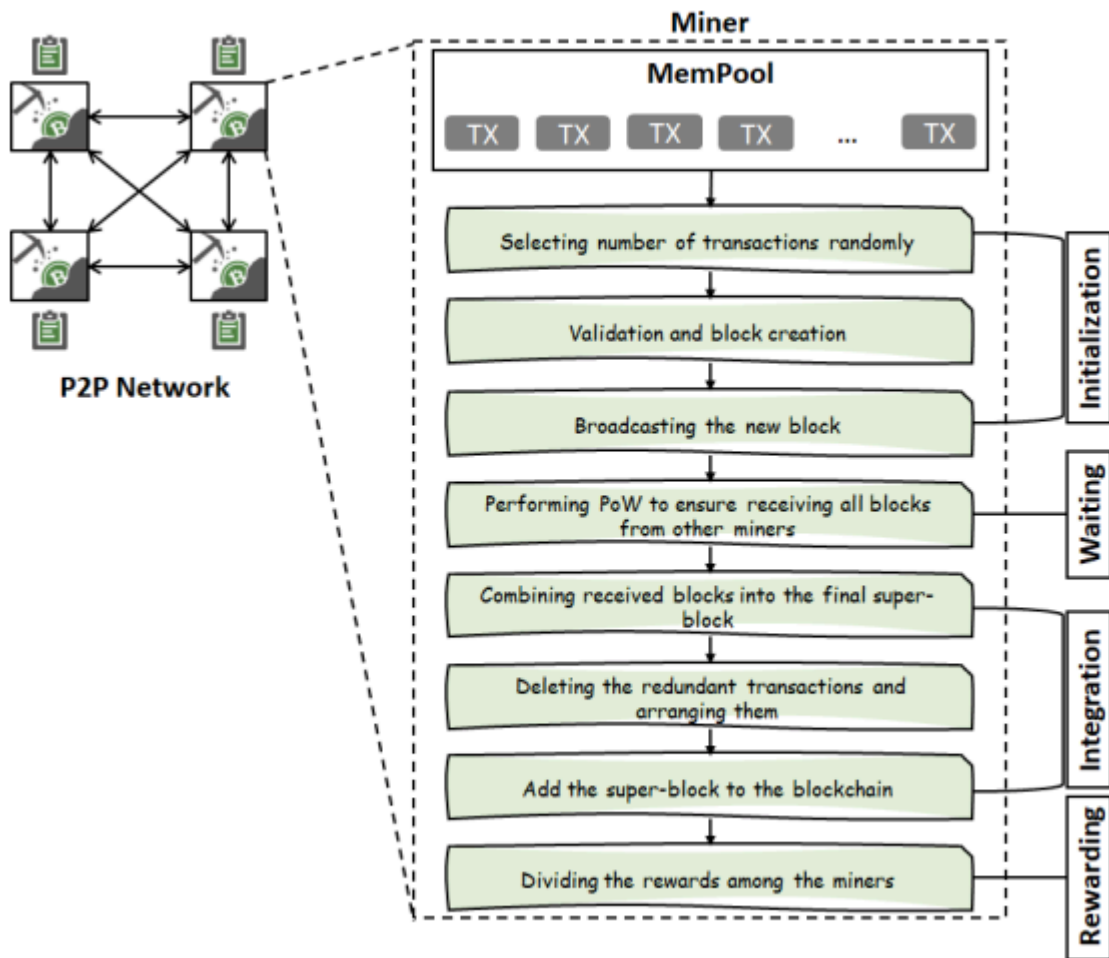 Miner
MemPool
TX TX TX TX ... TX
P2P Network
Selecting number of transactions randomly
Validation and block creation
Broadcasting the new block
Initialization
Performing PoW to ensure receiving all blocks
from other miners
Waiting
Combining received blocks into the final super-
block
Deleting the redundant transactions and
arranging them
Add the super-block to the blockchain
Integration
Dividing the rewards among the miners
Rewarding